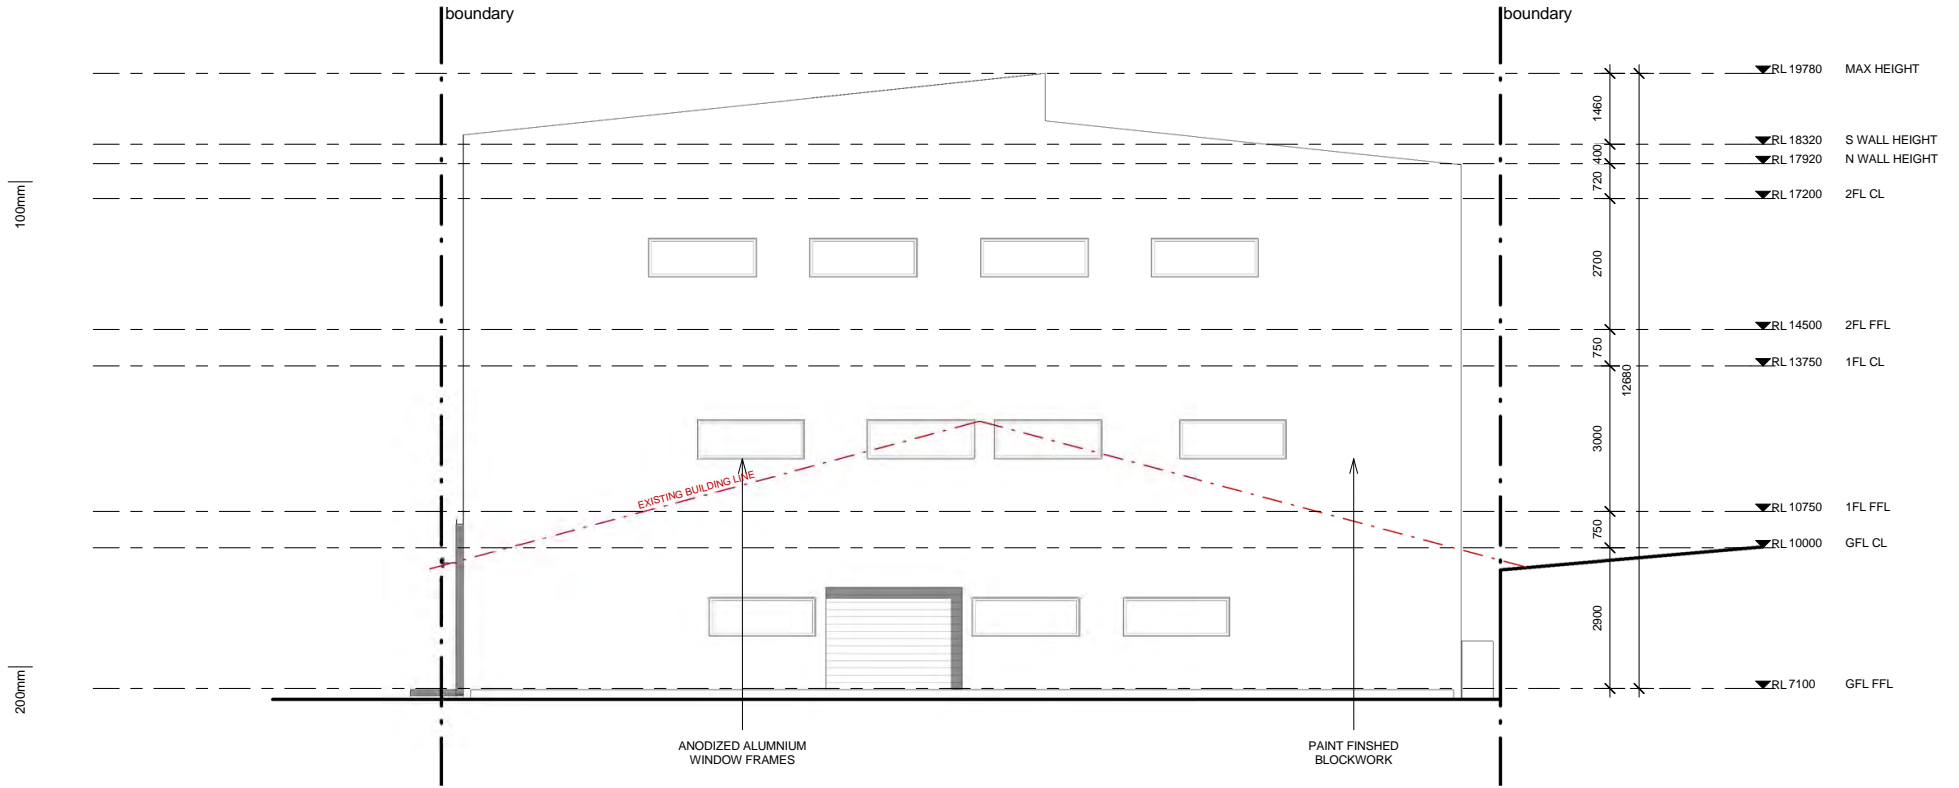 boundary
boundary
RL 19780 MAX HEIGHT
1460
RL 18320 S WALL HEIGHT
400
RL 17920 N WALL HEIGHT
720
100mm
RL 17200 2FL CL
2700
RL 14500 2FL FFL
750
RL 13750 1FL CL
12680
3000
EXISTING BUILDING LINE
RL 10750 1FL FFL
750
RL 10000 GFL CL
2900
200mm
RL 7100 GFL FFL
ANODIZED ALUMNIUM
WINDOW FRAMES
PAINT FINSHED
BLOCKWORK